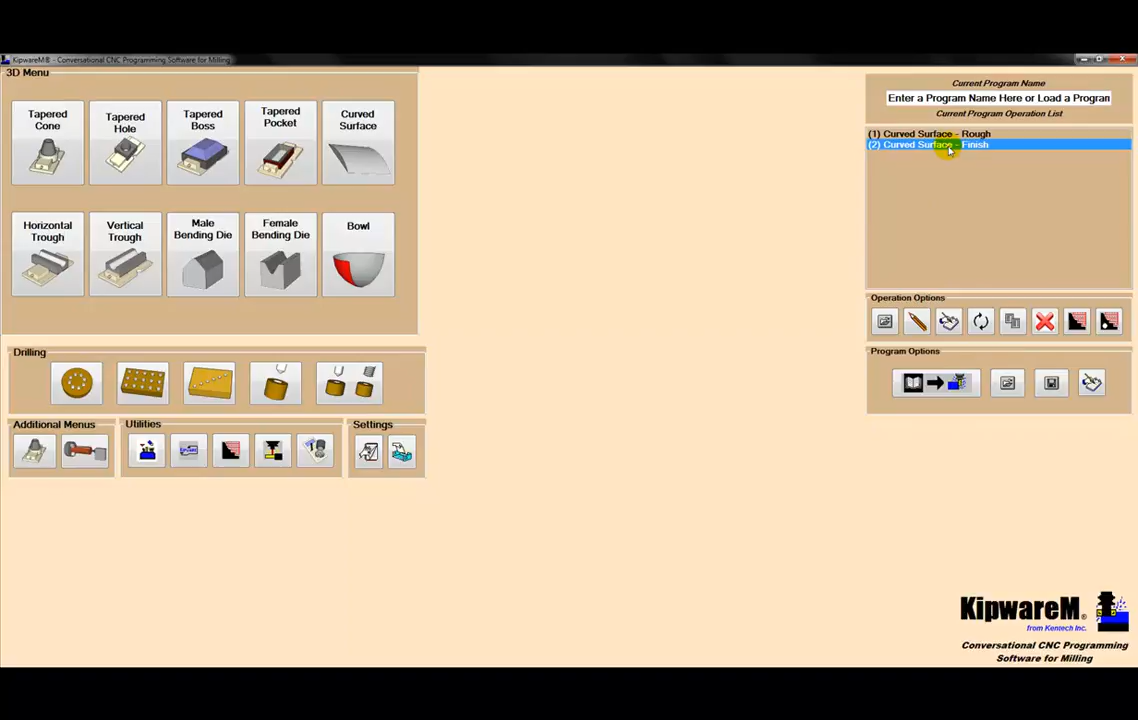 KipwareM® - Conversational CNC Programming Software for Milling
3D Menu
Tapered
Cone
Tapered
Hole
Tapered
Boss
Tapered
Pocket
Curved
Surface
Horizontal
Trough
Vertical
Trough
Male
Bending Die
Female
Bending Die
Bowl
Drilling
Additional Menus
Utilities
Settings
Current Program Name
Enter a Program Name Here or Load a Program
Current Program Operation List
(1) Curved Surface - Rough
(2) Curved Surface - Finish
Operation Options
Program Options
KipwareM®
from Kentech Inc.
Conversational CNC Programming
Software for Milling